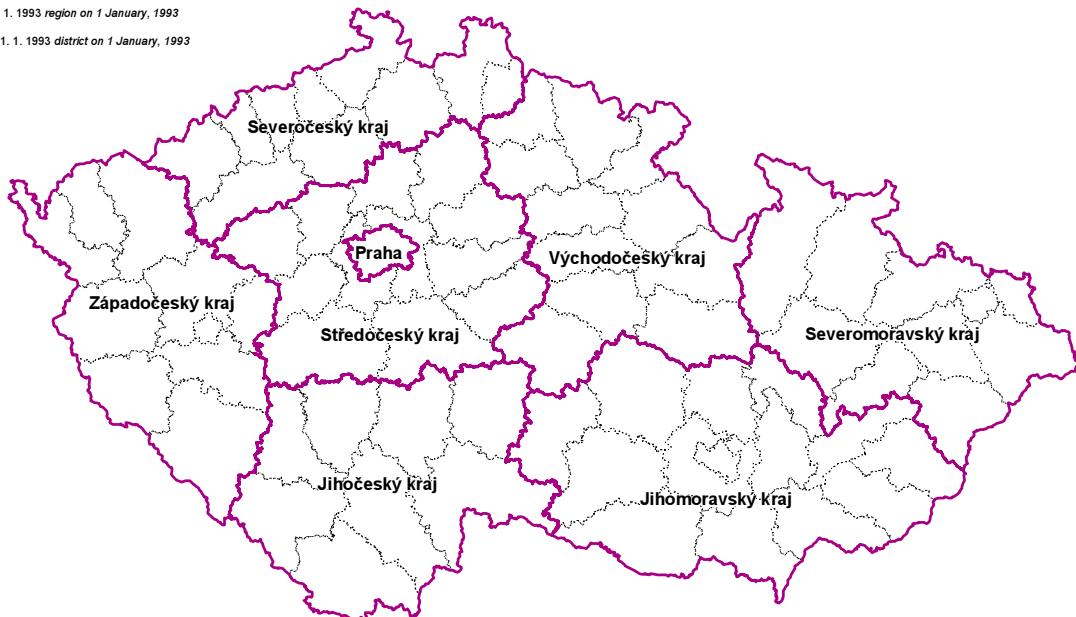 1. 1993 region on 1 January, 1993
1. 1. 1993 district on 1 January, 1993
Severočeský kraj
Praha
Východočeský kraj
Západočeský kraj
Středočeský kraj
Severomoravský kraj
Jihočeský kraj
Jihomoravský kraj